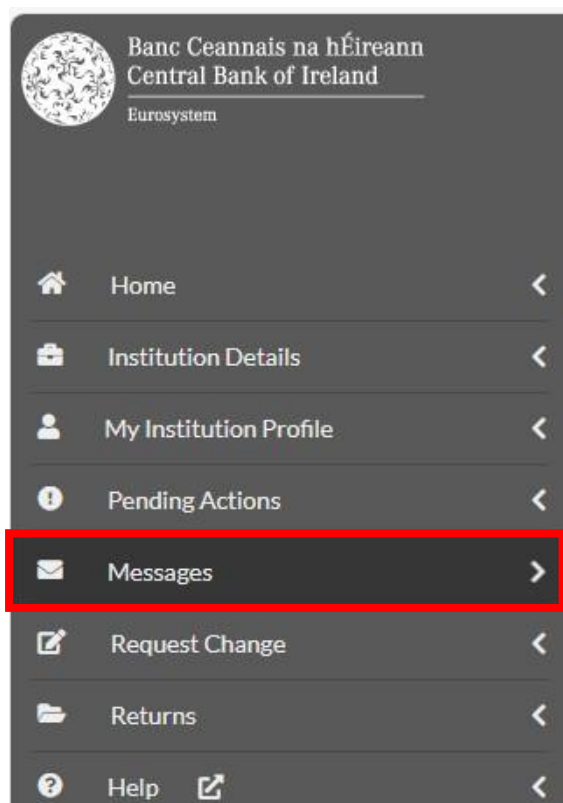 Banc Ceannais na hÉireann
Central Bank of Ireland
Eurosystem
Home
Institution Details
My Institution Profile
Pending Actions
Messages
Request Change
Returns
Help